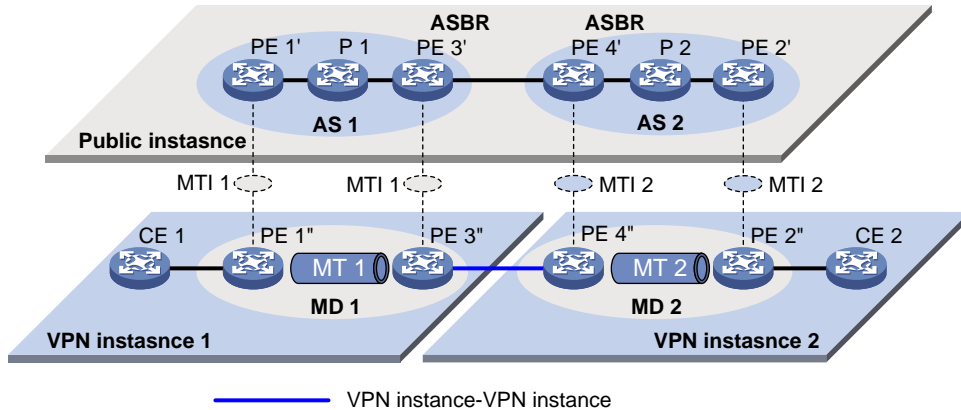 ASBR ASBR
PE 1' P 1 PE 3' PE 4' P 2 PE 2'
AS 1 AS 2
Public instasnce
MTI 1 MTI 1 MTI 2 MTI 2
CE 1 PE 1" PE 3" PE 4" PE 2" CE 2
MT 1 MT 2
MD 1 MD 2
VPN instasnce 1 VPN instasnce 2
VPN instance-VPN instance